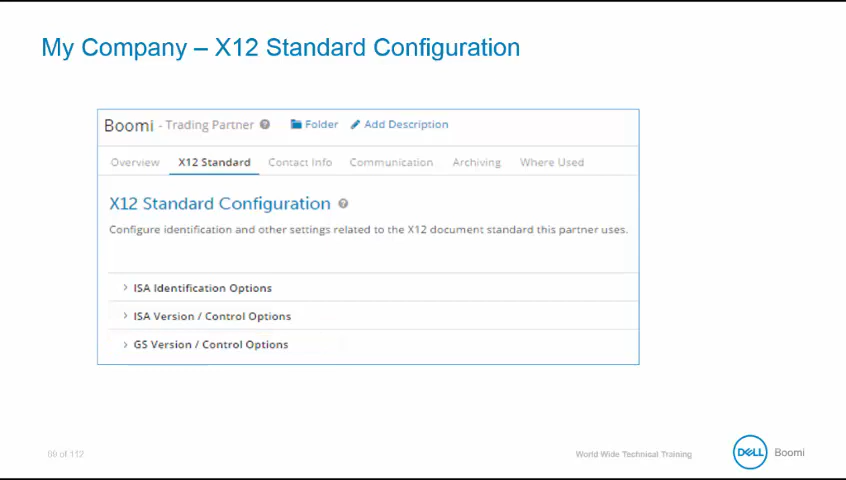 My Company – X12 Standard Configuration
Boomi - Trading Partner ? Folder Add Description
Overview X12 Standard Contact Info Communication Archiving Where Used
X12 Standard Configuration ?
Configure identification and other settings related to the X12 document standard this partner uses.
> ISA Identification Options
> ISA Version / Control Options
> GS Version / Control Options
of 112
World Wide Technical Training
DELL Boomi